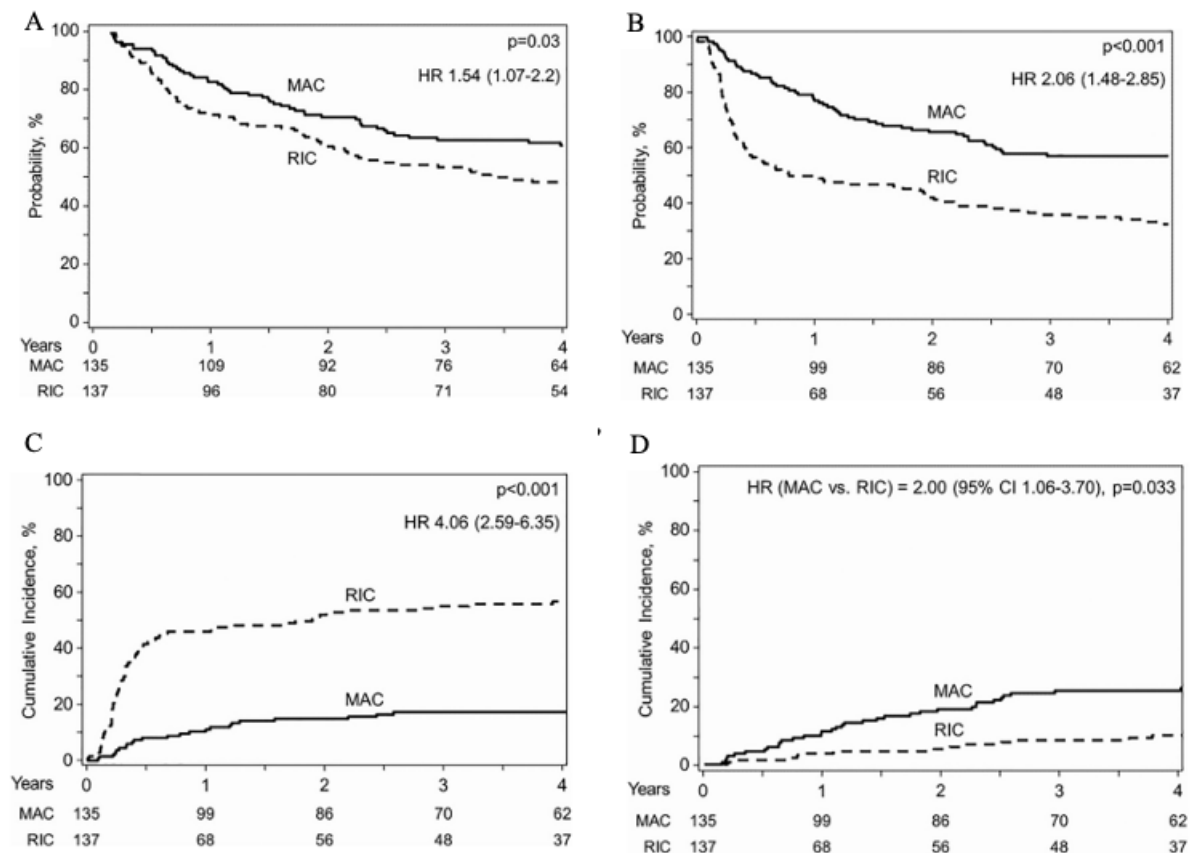 A
100
80
60
40
20
0
Probability, %
p=0.03
HR 1.54 (1.07-2.2)
MAC
RIC
Years 0 1 2 3 4
MAC 135 109 92 76 64
RIC 137 96 80 71 54
B
100
80
60
40
20
0
Probability, %
p<0.001
HR 2.06 (1.48-2.85)
MAC
RIC
Years 0 1 2 3 4
MAC 135 99 86 70 62
RIC 137 68 56 48 37
C
100
80
60
40
20
0
Cumulative Incidence, %
p<0.001
HR 4.06 (2.59-6.35)
RIC
MAC
Years 0 1 2 3 4
MAC 135 99 86 70 62
RIC 137 68 56 48 37
D
100
80
60
40
20
0
Cumulative Incidence, %
HR (MAC vs. RIC) = 2.00 (95% CI 1.06-3.70), p=0.033
MAC
RIC
Years 0 1 2 3 4
MAC 135 99 86 70 62
RIC 137 68 56 48 37